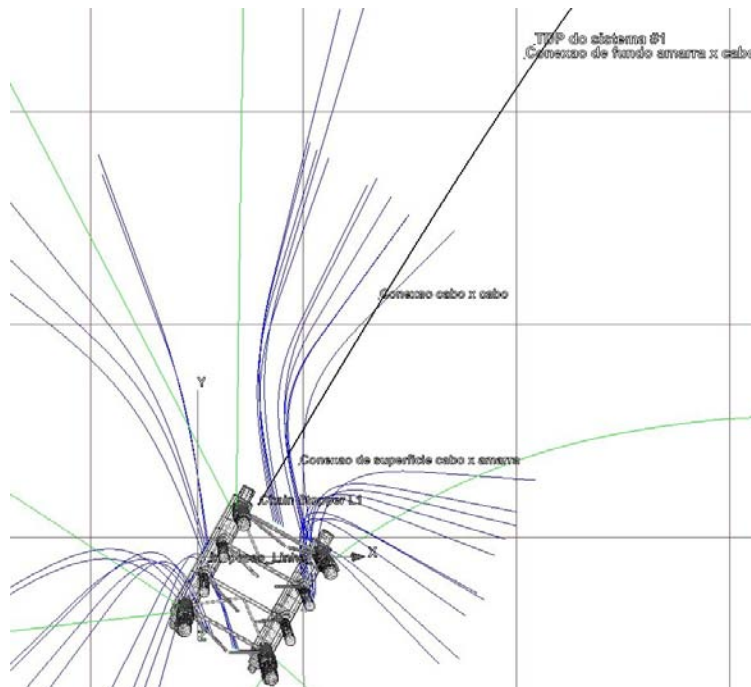 TDP do sistema #1
Conexao de fundo amarra x cabo
Conexao cabo x cabo
Y
Conexao de superficie cabo x amarra
Chain Stopper L1
X